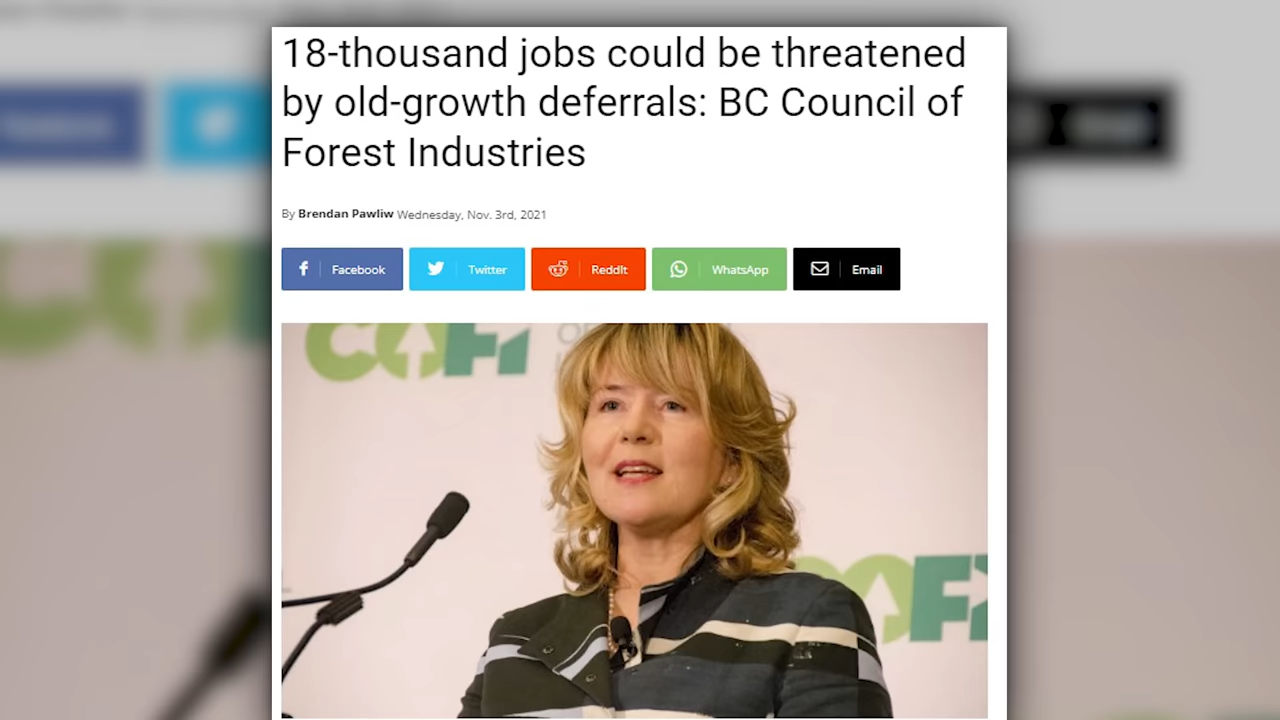 18-thousand jobs could be threatened
by old-growth deferrals: BC Council of
Forest Industries
By Brendan Pawliw Wednesday, Nov. 3rd, 2021
Facebook Twitter ReddIt WhatsApp Email
COFI